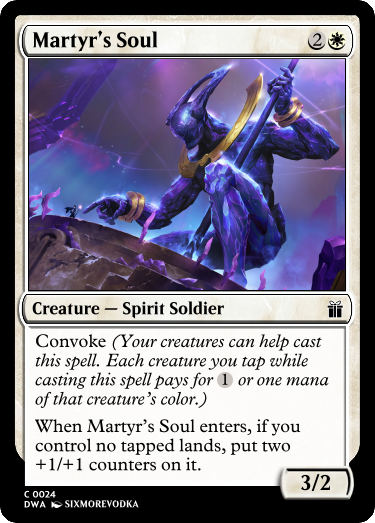 Martyr's Soul 2
Creature — Spirit Soldier
Convoke (Your creatures can help cast
this spell. Each creature you tap while
casting this spell pays for 1 or one mana
of that creature's color.)
When Martyr's Soul enters, if you
control no tapped lands, put two
+1/+1 counters on it.
3/2
C 0024
DWA SIXMOREVODKA